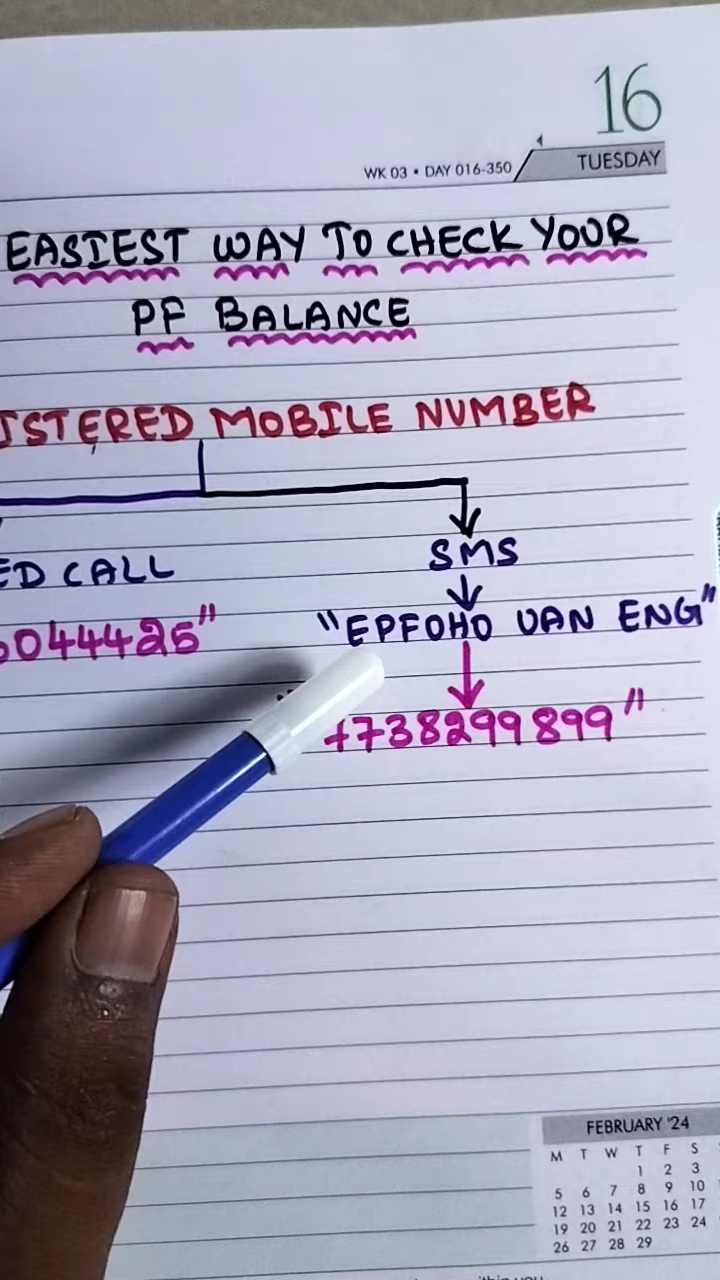 16
TUESDAY
WK 03 • DAY 016-350
EASIEST WAY TO CHECK YOUR
PF BALANCE
ISTERED MOBILE NUMBER
ED CALL
SMS
044425"
"EPFOHO UAN ENG"
7738299899"
FEBRUARY '24
M T W T F S
1 2 3
5 6 7 8 9 10
12 13 14 15 16 17
19 20 21 22 23 24
26 27 28 29